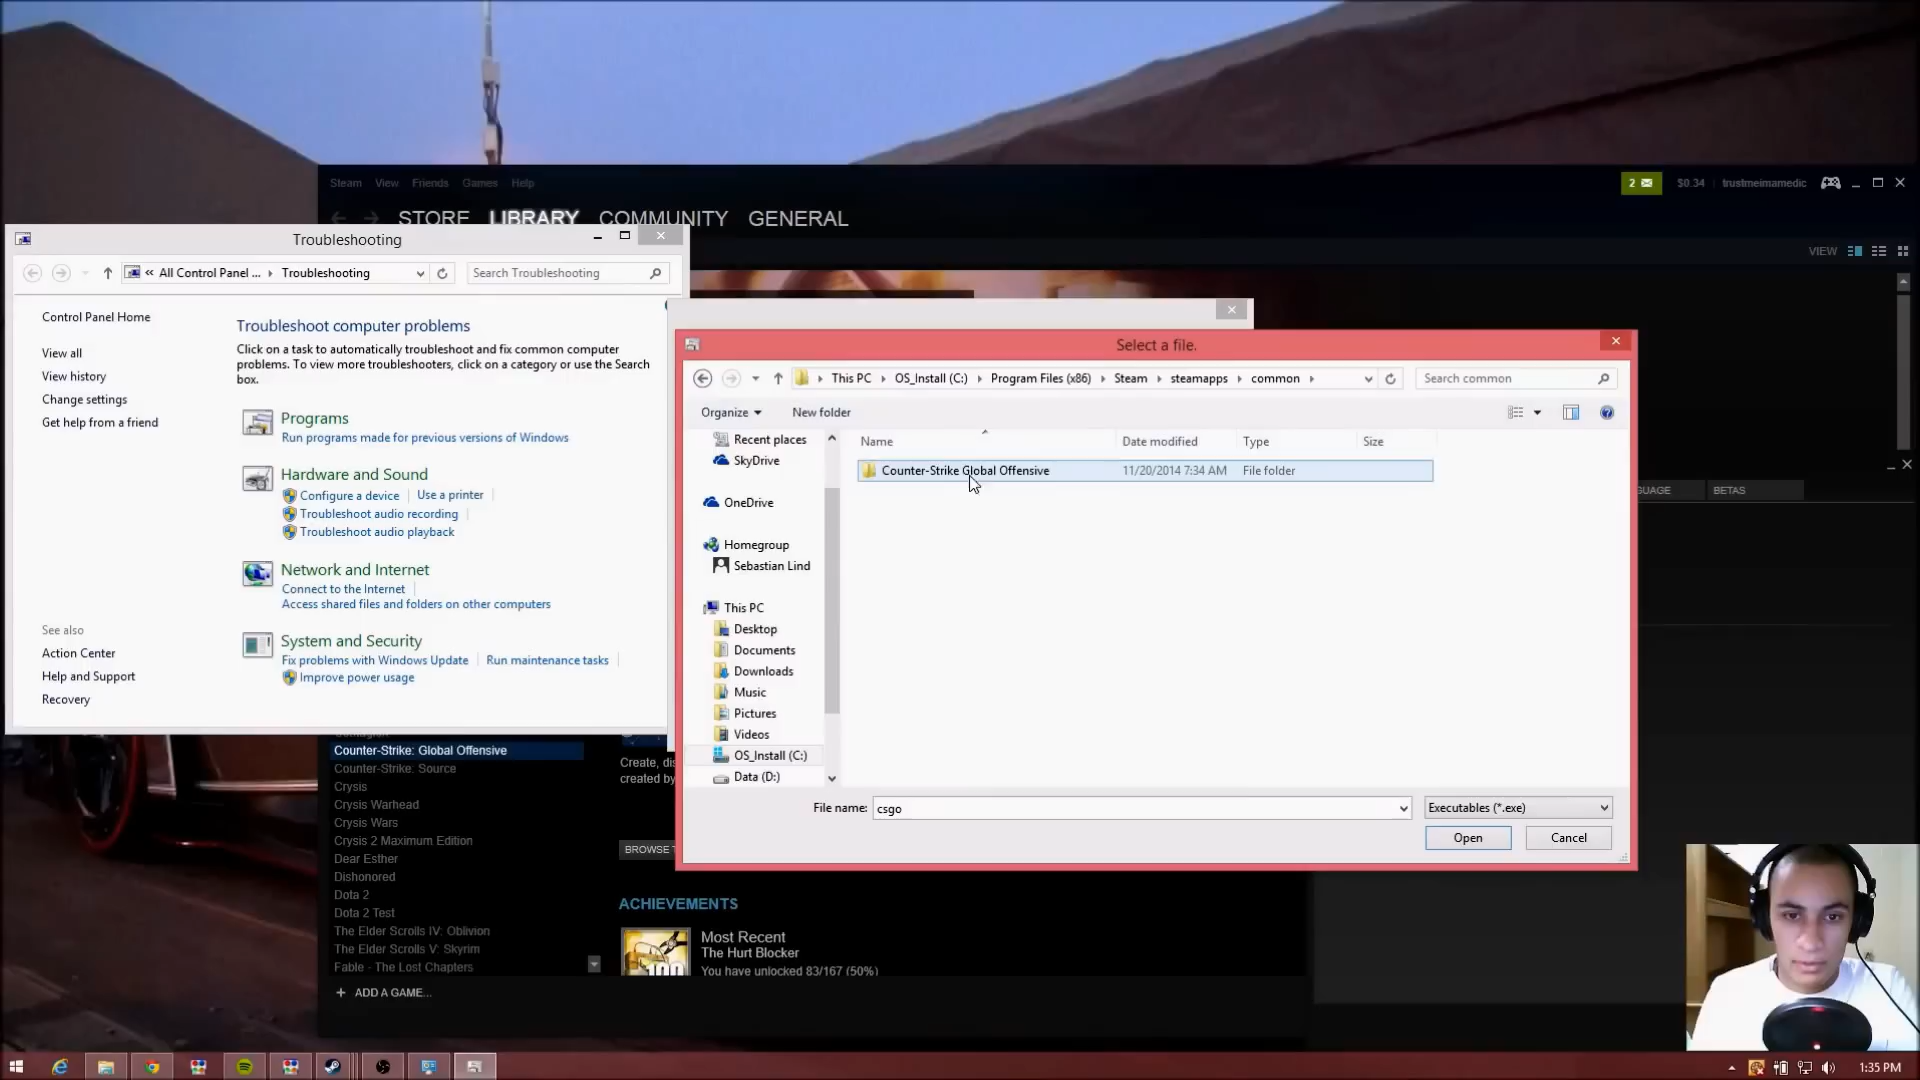 Steam View Friends Games Help
2 $0.34 trustmeimamedic
STORE LIBRARY COMMUNITY GENERAL
VIEW
Troubleshooting
« All Control Panel ... Troubleshooting
Search Troubleshooting
Control Panel Home
View all
View history
Change settings
Get help from a friend
See also
Action Center
Help and Support
Recovery
Troubleshoot computer problems
Click on a task to automatically troubleshoot and fix common computer
problems. To view more troubleshooters, click on a category or use the Search
box.
Programs
Run programs made for previous versions of Windows
Hardware and Sound
Configure a device Use a printer
Troubleshoot audio recording
Troubleshoot audio playback
Network and Internet
Connect to the Internet
Access shared files and folders on other computers
System and Security
Fix problems with Windows Update Run maintenance tasks
Improve power usage
Select a file.
This PC OS_Install (C:) Program Files (x86) Steam steamapps common
Search common
Organize New folder
Recent places
SkyDrive
OneDrive
Homegroup
Sebastian Lind
This PC
Desktop
Documents
Downloads
Music
Pictures
Videos
OS_Install (C:)
Data (D:)
Name Date modified Type Size
Counter-Strike Global Offensive 11/20/2014 7:34 AM File folder
File name: csgo
Executables (*.exe)
Open Cancel
UAGE BETAS
Counter-Strike: Global Offensive
Counter-Strike: Source
Crysis
Crysis Warhead
Crysis Wars
Crysis 2 Maximum Edition
Dear Esther
Dishonored
Dota 2
Dota 2 Test
The Elder Scrolls IV: Oblivion
The Elder Scrolls V: Skyrim
Fable - The Lost Chapters
+ ADD A GAME...
Create, dis
created by
BROWSE T
ACHIEVEMENTS
Most Recent
The Hurt Blocker
You have unlocked 83/167 (50%)
100
1:35 PM